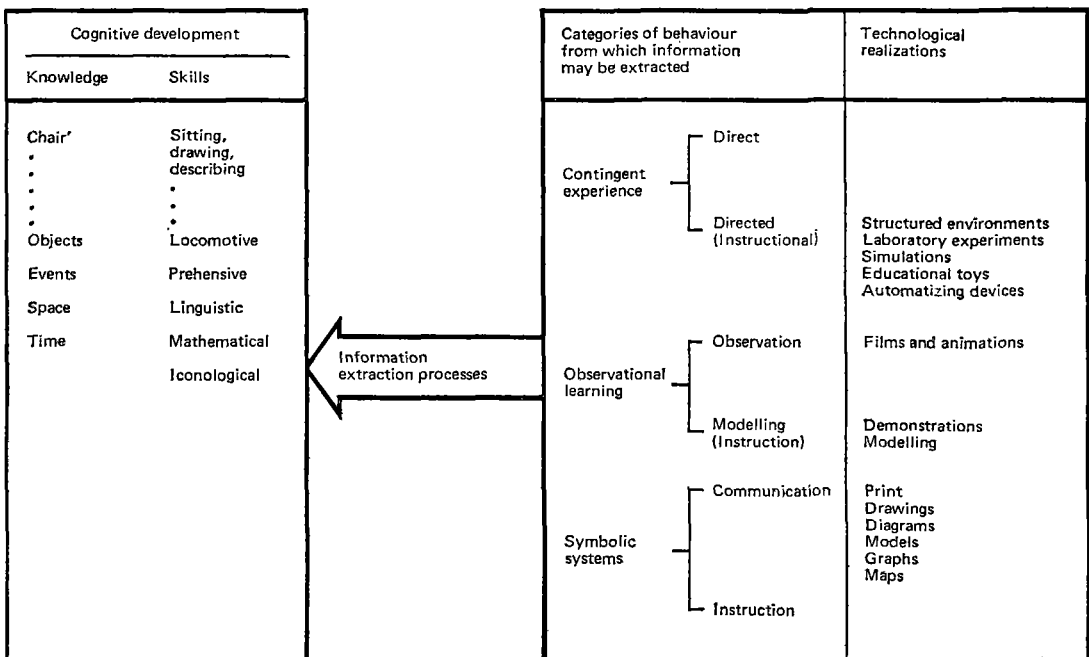 Cognitive development
Knowledge Skills
Chair'
Sitting,
drawing,
describing
Objects Locomotive
Events Prehensive
Space Linguistic
Time Mathematical
Iconological
Information
extraction processes
Categories of behaviour
from which information
may be extracted
Technological
realizations
Contingent
experience
Direct
Directed
(Instructional)
Structured environments
Laboratory experiments
Simulations
Educational toys
Automatizing devices
Observational
learning
Observation
Films and animations
Modelling
(Instruction)
Demonstrations
Modelling
Symbolic
systems
Communication
Print
Drawings
Diagrams
Models
Graphs
Maps
Instruction